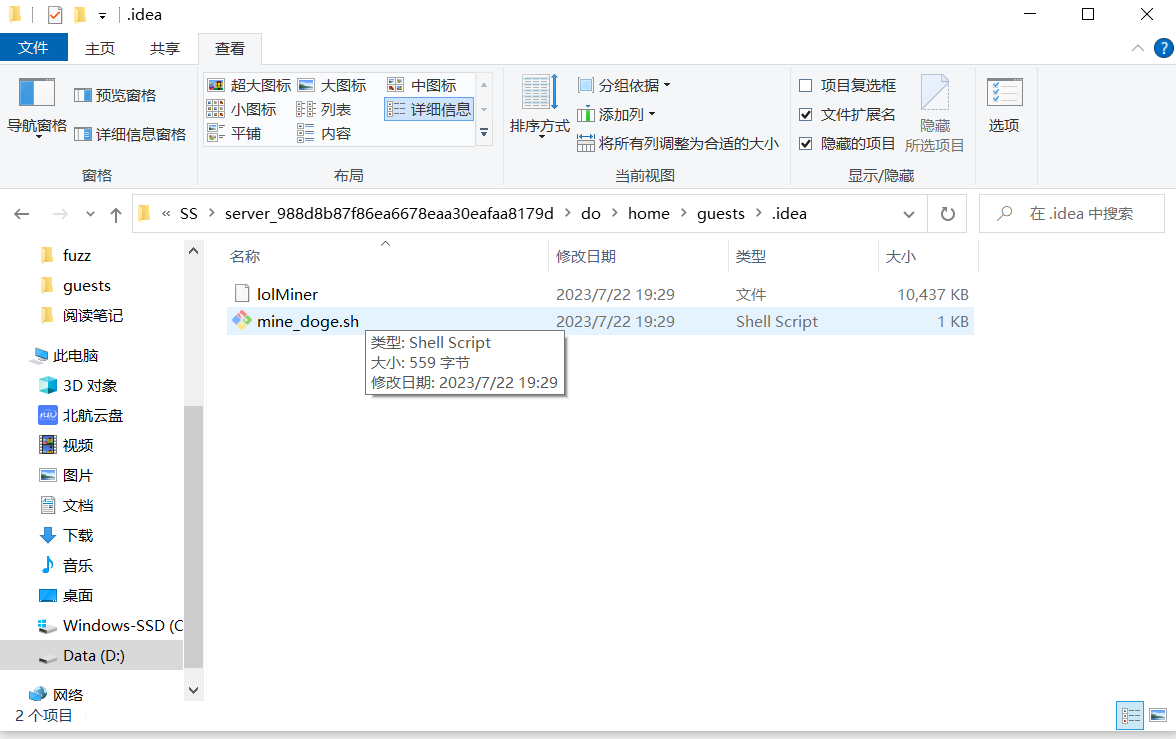 .idea
文件 主页 共享 查看
导航窗格 预览窗格 详细信息窗格
窗格
超大图标 大图标 中图标
小图标 列表 详细信息
平铺 内容
布局
排序方式 分组依据
添加列
将所有列调整为合适的大小
当前视图
项目复选框
文件扩展名
隐藏的项目
隐藏
所选项目
显示/隐藏
选项
« SS > server_988d8b87f86ea6678eaa30eafaa8179d > do > home > guests > .idea
在 .idea 中搜索
fuzz
guests
阅读笔记
此电脑
3D 对象
北航云盘
视频
图片
文档
下载
音乐
桌面
Windows-SSD (C
Data (D:)
网络
名称 修改日期 类型 大小
lolMiner 2023/7/22 19:29 文件 10,437 KB
mine_doge.sh 2023/7/22 19:29 Shell Script 1 KB
类型: Shell Script
大小: 559 字节
修改日期: 2023/7/22 19:29
2 个项目